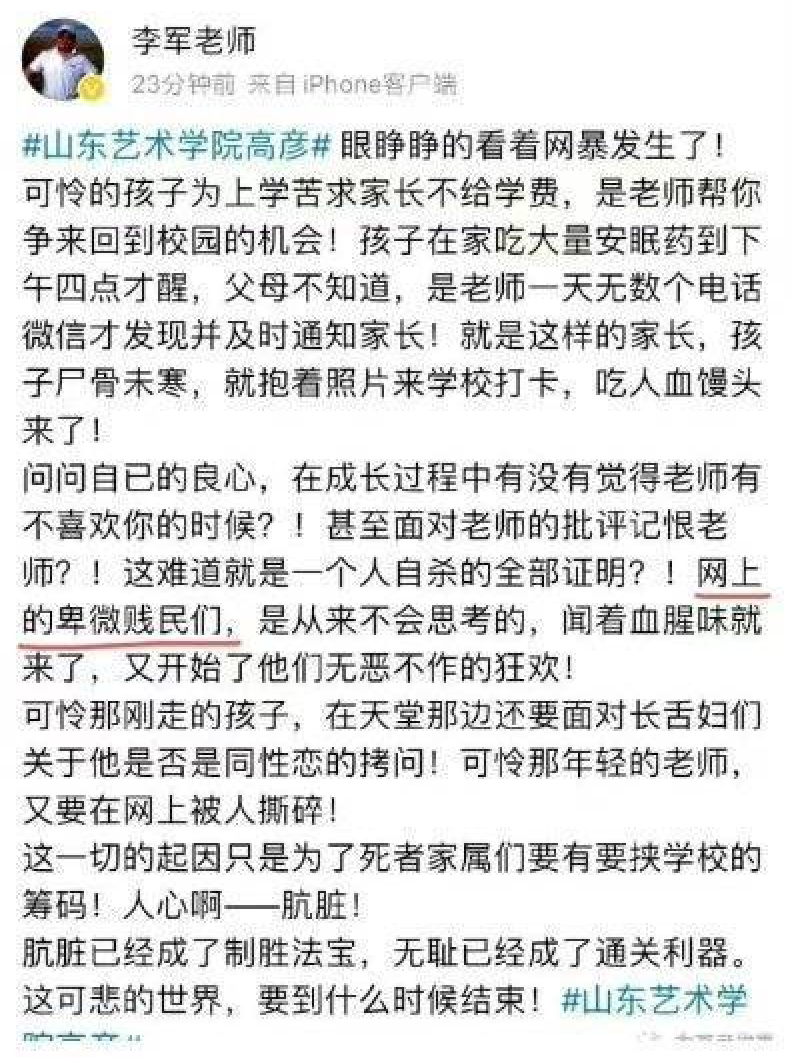 李军老师
23分钟前 来自iPhone客户端
#山东艺术学院高彦# 眼睁睁的看着网暴发生了！
可怜的孩子为上学苦求家长不给学费，是老师帮你
争来回到校园的机会！孩子在家吃大量安眠药到下
午四点才醒，父母不知道，是老师一天无数个电话
微信才发现并及时通知家长！就是这样的家长，孩
子尸骨未寒，就抱着照片来学校打卡，吃人血馒头
来了！
问问自已的良心，在成长过程中有没有觉得老师有
不喜欢你的时候？！甚至面对老师的批评记恨老
师？！这难道就是一个人自杀的全部证明？！网上
的卑微贱民们，是从来不会思考的，闻着血腥味就
来了，又开始了他们无恶不作的狂欢！
可怜那刚走的孩子，在天堂那边还要面对长舌妇们
关于他是否是同性恋的拷问！可怜那年轻的老师，
又要在网上被人撕碎！
这一切的起因只是为了死者家属们要有要挟学校的
筹码！人心啊——肮脏！
肮脏已经成了制胜法宝，无耻已经成了通关利器。
这可悲的世界，要到什么时候结束！#山东艺术学
院高彦#